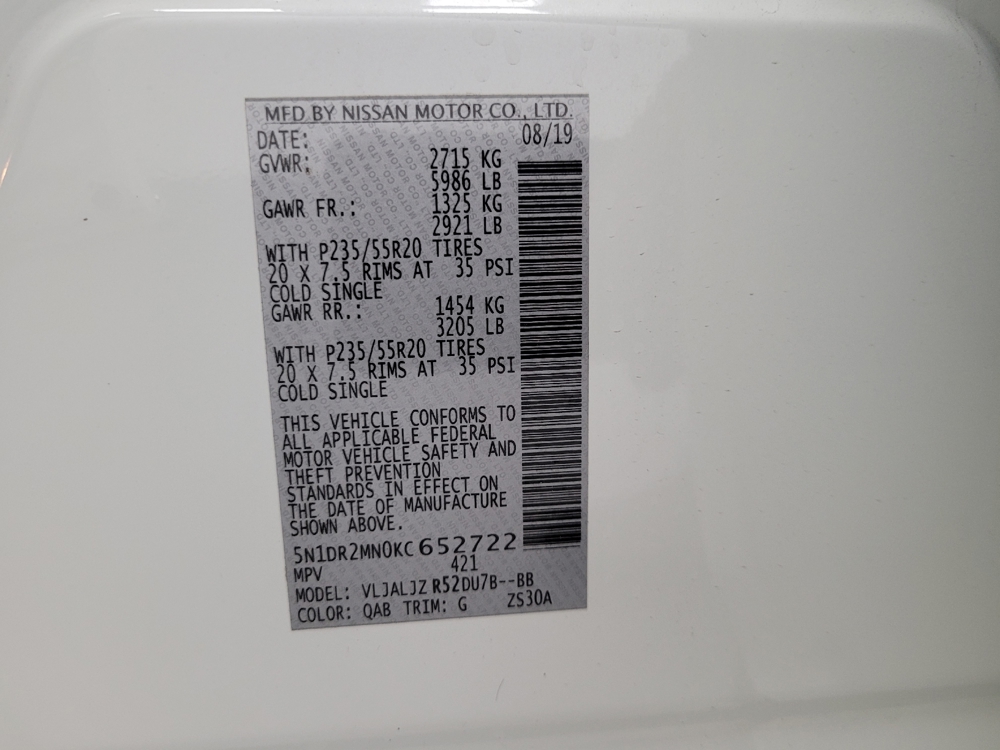 MFD BY NISSAN MOTOR CO., LTD.
DATE: 08/19
GVWR: 2715 KG
5986 LB
GAWR FR.: 1325 KG
2921 LB
WITH P235/55R20 TIRES
20 X 7.5 RIMS AT 35 PSI
COLD SINGLE
GAWR RR.: 1454 KG
3205 LB
WITH P235/55R20 TIRES
20 X 7.5 RIMS AT 35 PSI
COLD SINGLE
THIS VEHICLE CONFORMS TO
ALL APPLICABLE FEDERAL
MOTOR VEHICLE SAFETY AND
THEFT PREVENTION
STANDARDS IN EFFECT ON
THE DATE OF MANUFACTURE
SHOWN ABOVE.
5N1DR2MN0KC652722
MPV 421
MODEL: VLJALJZ R52DU7B--BB
COLOR: QAB TRIM: G ZS30A